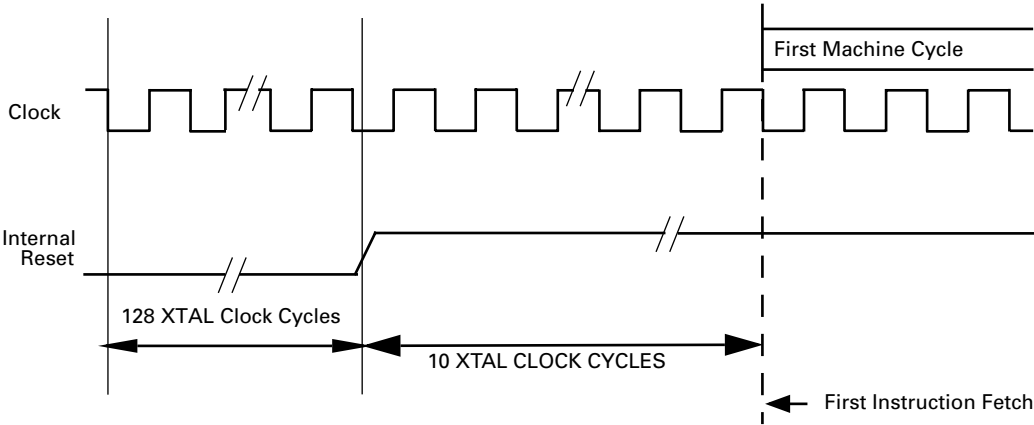 First Machine Cycle
Clock
Internal
Reset
128 XTAL Clock Cycles
10 XTAL CLOCK CYCLES
First Instruction Fetch